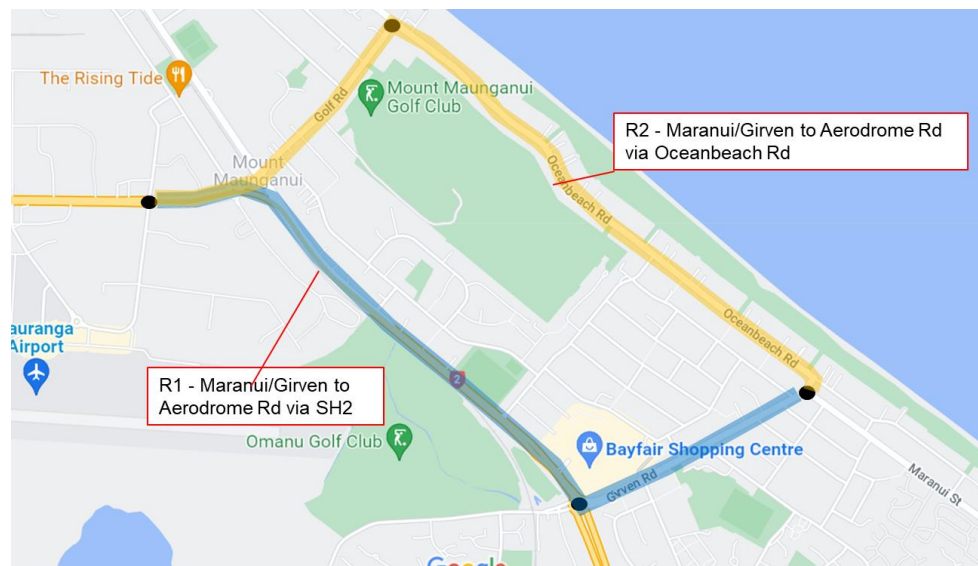 The Rising Tide
Golf Rd
Mount Maunganui
Golf Club
R2 - Maranui/Girven to Aerodrome Rd
via Oceanbeach Rd
Mount
Maunganui
Oceanbeach Rd
Oceanbeach Rd
auranga
Airport
R1 - Maranui/Girven to
Aerodrome Rd via SH2
2
Omanu Golf Club
Bayfair Shopping Centre
Girven Rd
Maranui St
Google